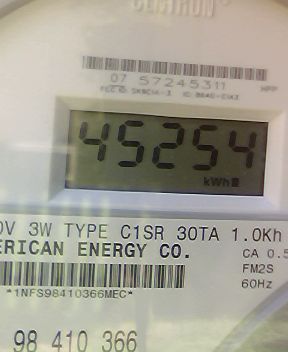 CENTRON
07 57245311
45254
kWh
0V 3W TYPE C1SR 30TA 1.0Kh
ERICAN ENERGY CO.
CA 0.5
FM2S
*1NFS98410366MEC*
60Hz
98 410 366